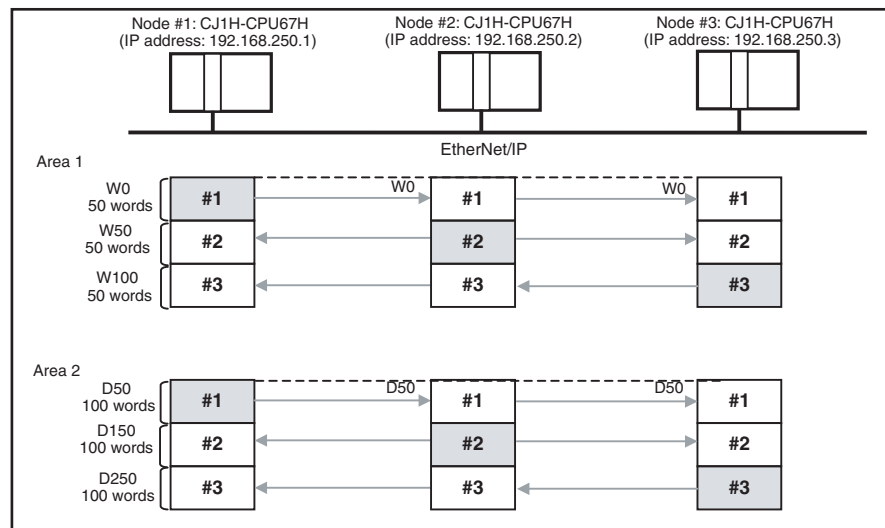 Node #1: CJ1H-CPU67H
(IP address: 192.168.250.1)
Node #2: CJ1H-CPU67H
(IP address: 192.168.250.2)
Node #3: CJ1H-CPU67H
(IP address: 192.168.250.3)
EtherNet/IP
Area 1
W0
50 words
#1
W0
#1
W0
#1
W50
50 words
#2
#2
#2
W100
50 words
#3
#3
#3
Area 2
D50
100 words
#1
D50
#1
D50
#1
D150
100 words
#2
#2
#2
D250
100 words
#3
#3
#3